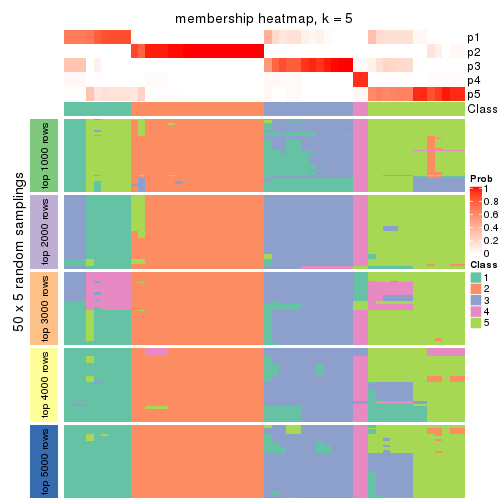 membership heatmap, k = 5
p1
p2
p3
p4
p5
Class
50 x 5 random samplings
top 1000 rows
top 2000 rows
top 3000 rows
top 4000 rows
top 5000 rows
Prob
1
0.8
0.6
0.4
0.2
0
Class
1
2
3
4
5